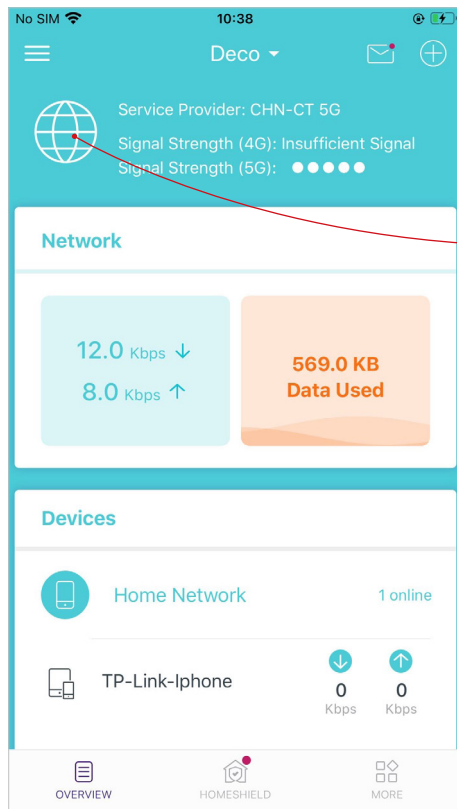 No SIM 10:38
Deco
Service Provider: CHN-CT 5G
Signal Strength (4G): Insufficient Signal
Signal Strength (5G):
Network
12.0 Kbps ↓
8.0 Kbps ↑
569.0 KB
Data Used
Devices
Home Network 1 online
TP-Link-Iphone
0 0
Kbps Kbps
OVERVIEW HOMESHIELD MORE